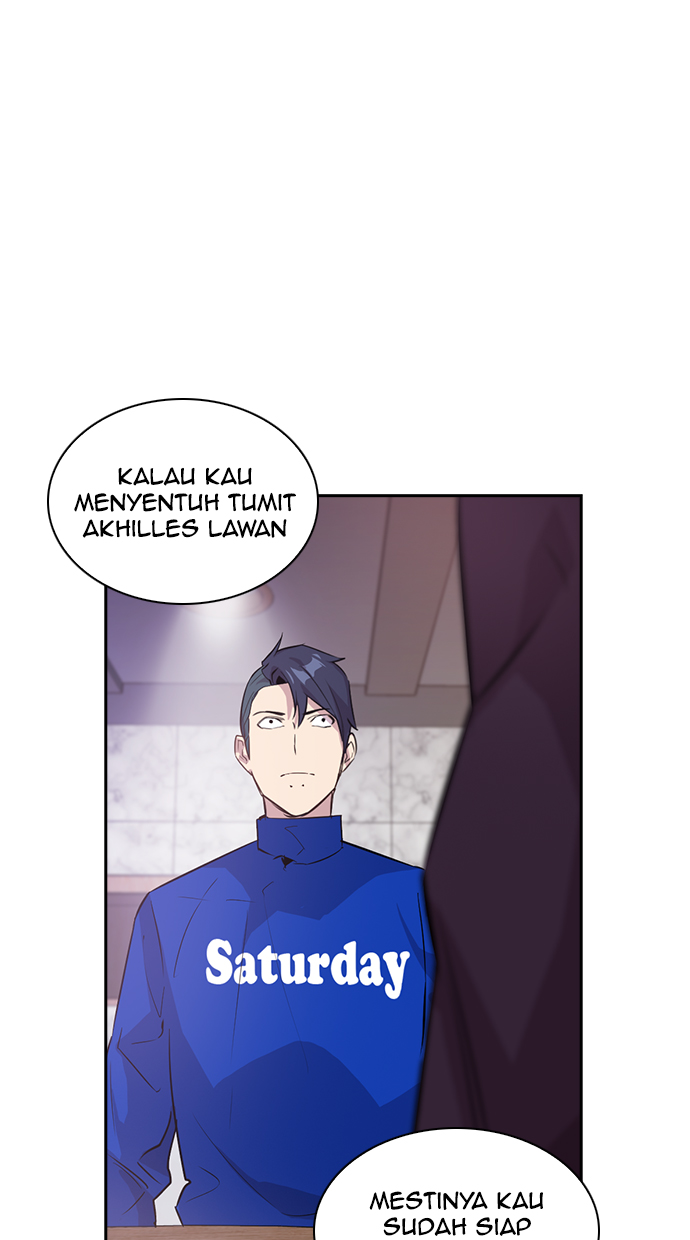 KALAU KAU
MENYENTUH TUMIT
AKHILLES LAWAN
Saturday
MESTINYA KAU
SUDAH SIAP